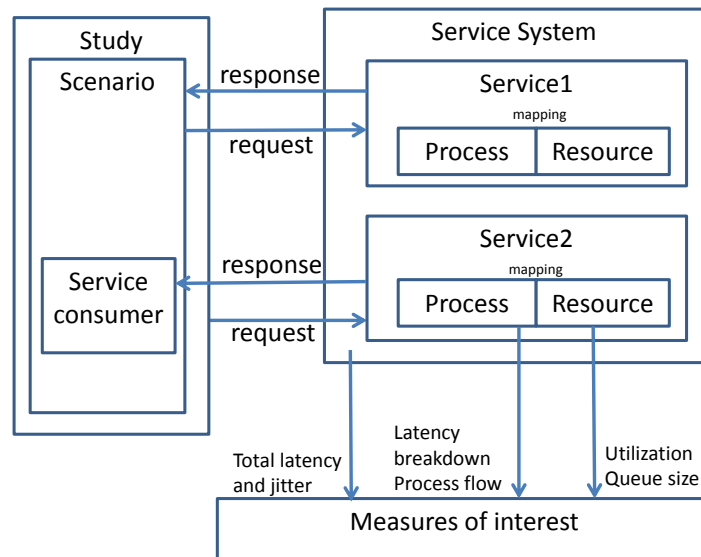 Study
Scenario
Service
consumer
response
request
response
request
Service System
Service1
mapping
Process
Resource
Service2
mapping
Process
Resource
Total latency
and jitter
Latency
breakdown
Process flow
Utilization
Queue size
Measures of interest